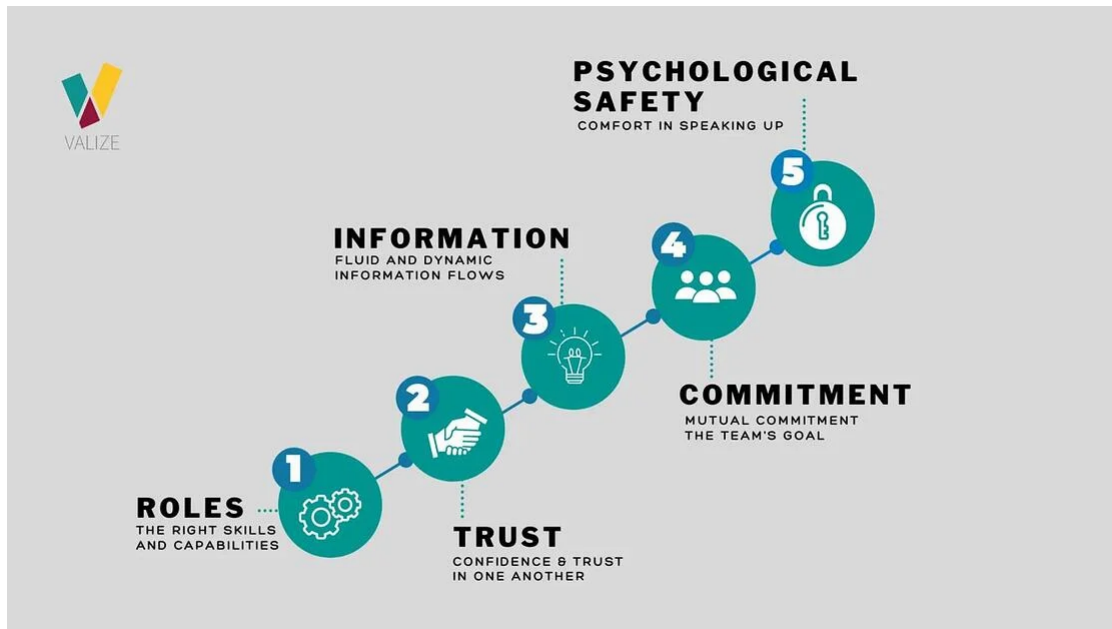 VALIZE
PSYCHOLOGICAL
SAFETY
COMFORT IN SPEAKING UP
5
INFORMATION
FLUID AND DYNAMIC
INFORMATION FLOWS
4
3
COMMITMENT
MUTUAL COMMITMENT
THE TEAM'S GOAL
2
1
ROLES
THE RIGHT SKILLS
AND CAPABILITIES
TRUST
CONFIDENCE & TRUST
IN ONE ANOTHER